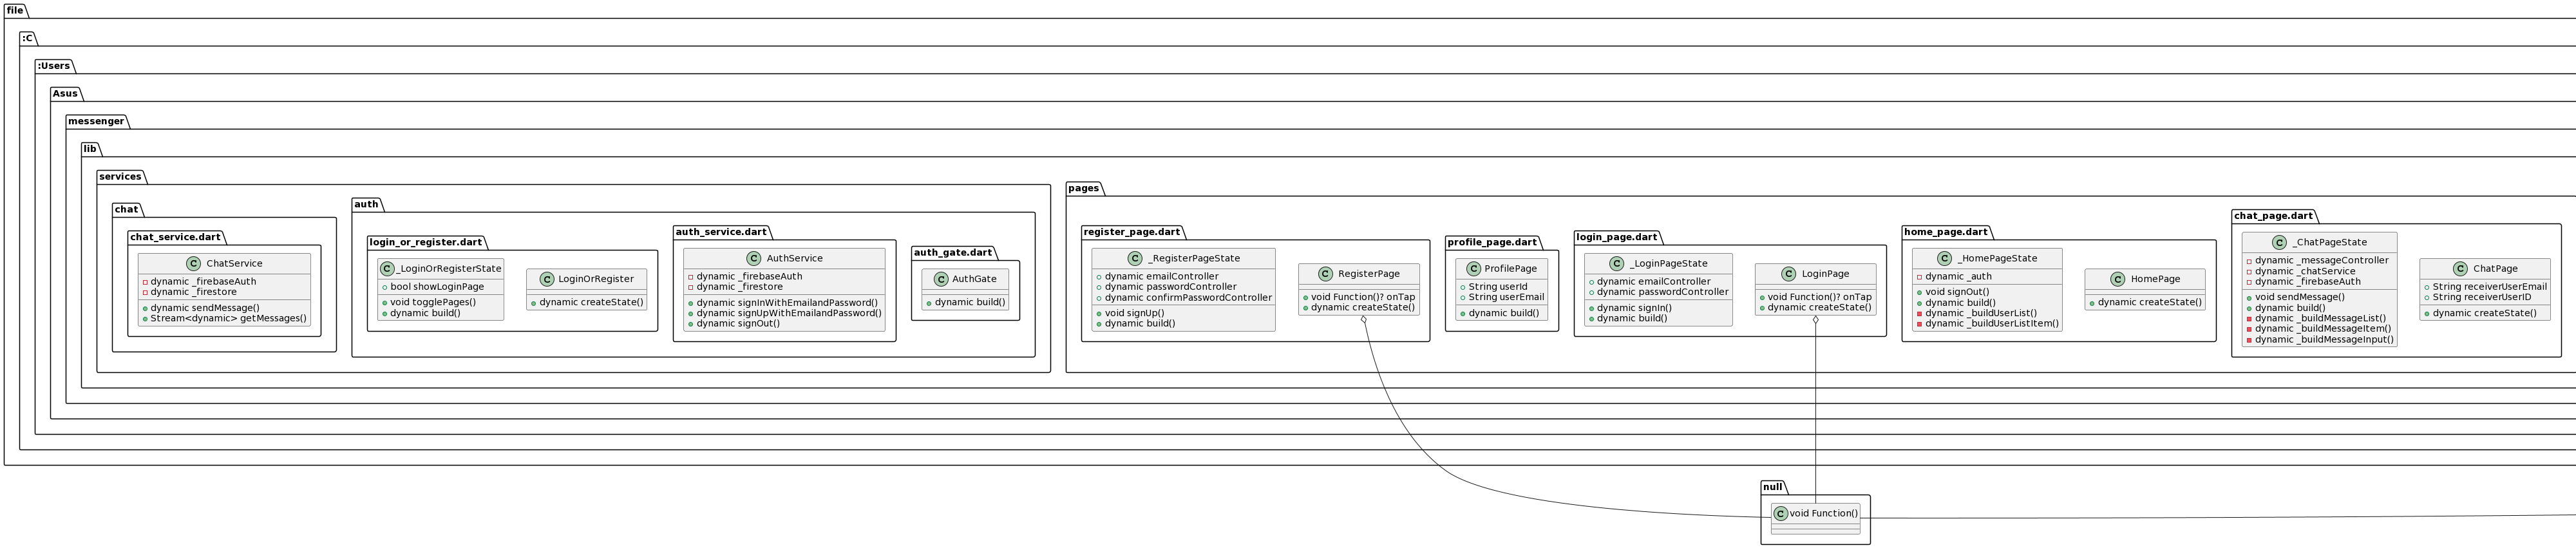 file
:C
:Users
Asus
messenger
lib
services
chat
chat_service.dart
C ChatService
dynamic _firebaseAuth
dynamic _firestore
dynamic sendMessage()
Stream<dynamic> getMessages()
auth
login_or_register.dart
C _LoginOrRegisterState
bool showLoginPage
void togglePages()
dynamic build()
C LoginOrRegister
dynamic createState()
auth_service.dart
C AuthService
dynamic _firebaseAuth
dynamic _firestore
dynamic signInWithEmailandPassword()
dynamic signUpWithEmailandPassword()
dynamic signOut()
auth_gate.dart
C AuthGate
dynamic build()
pages
register_page.dart
C _RegisterPageState
dynamic emailController
dynamic passwordController
dynamic confirmPasswordController
void signUp()
dynamic build()
C RegisterPage
void Function()? onTap
dynamic createState()
profile_page.dart
C ProfilePage
String userId
String userEmail
dynamic build()
login_page.dart
C _LoginPageState
dynamic emailController
dynamic passwordController
dynamic signIn()
dynamic build()
C LoginPage
void Function()? onTap
dynamic createState()
home_page.dart
C _HomePageState
dynamic _auth
void signOut()
dynamic build()
dynamic _buildUserList()
dynamic _buildUserListItem()
C HomePage
dynamic createState()
chat_page.dart
C _ChatPageState
dynamic _messageController
dynamic _chatService
dynamic _firebaseAuth
void sendMessage()
dynamic build()
dynamic _buildMessageList()
dynamic _buildMessageItem()
dynamic _buildMessageInput()
C ChatPage
String receiverUserEmail
String receiverUserID
dynamic createState()
null
C void Function()